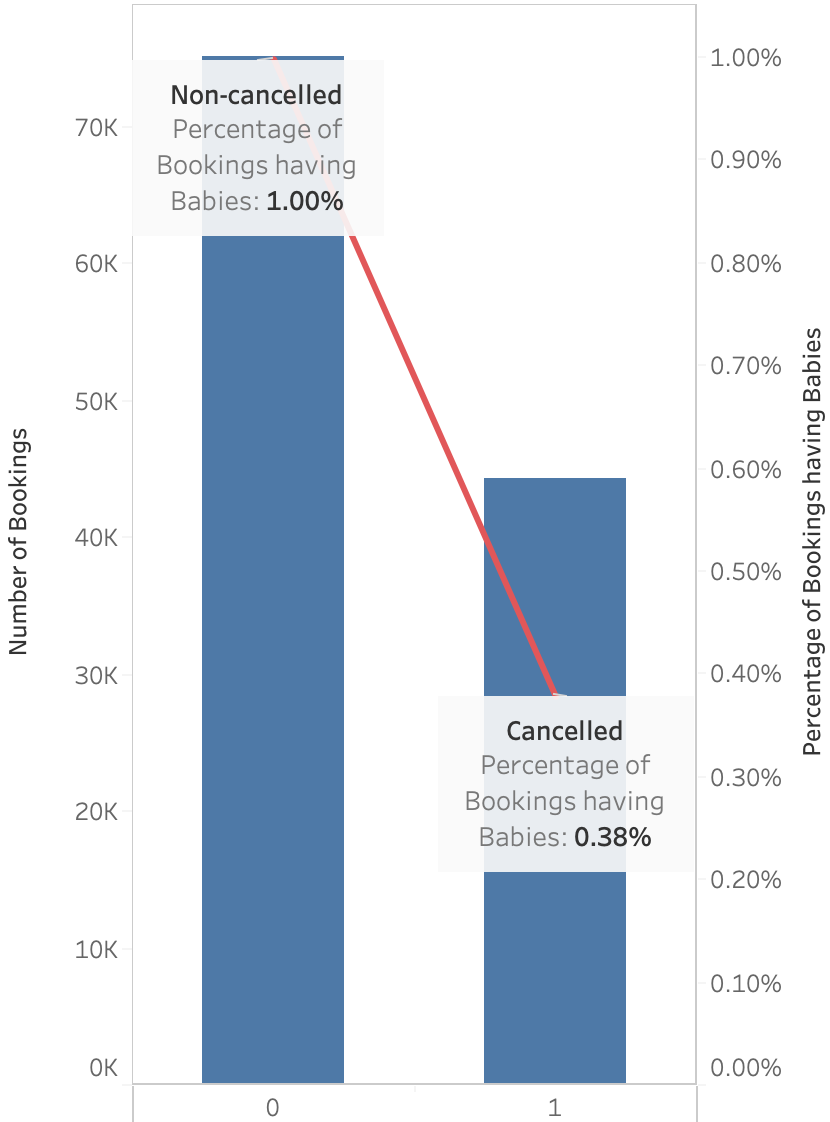 Number of Bookings
70K
60K
50K
40K
30K
20K
10K
0K
Non-cancelled
Percentage of
Bookings having
Babies: 1.00%
Cancelled
Percentage of
Bookings having
Babies: 0.38%
1.00%
0.90%
0.80%
0.70%
0.60%
0.50%
0.40%
0.30%
0.20%
0.10%
0.00%
Percentage of Bookings having Babies
0
1